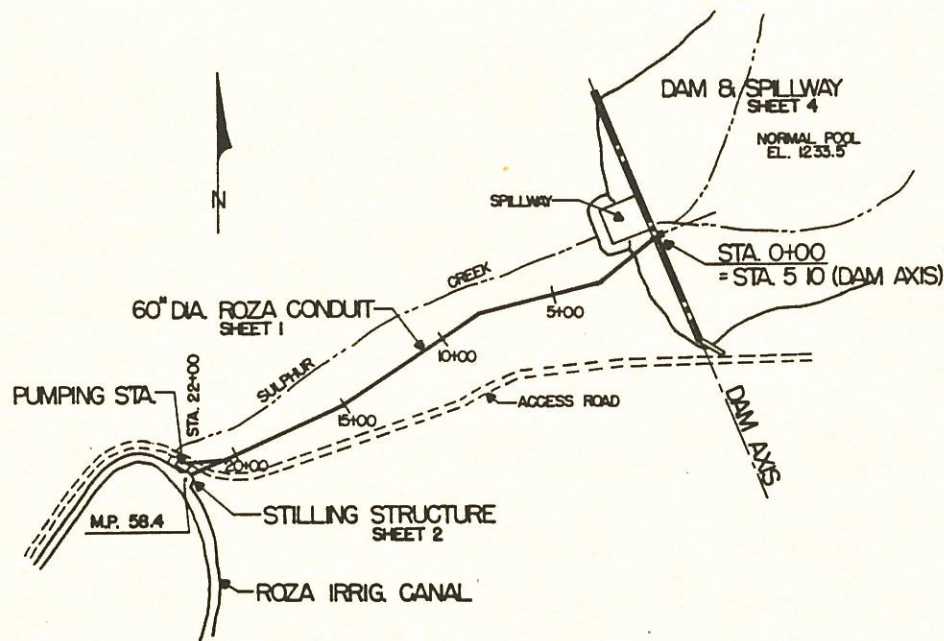 DAM & SPILLWAY
SHEET 4
NORMAL POOL
EL. 1233.5
N
SPILLWAY
STA. 0+00
= STA. 5 10 (DAM AXIS)
CREEK
60" DIA. ROZA CONDUIT
SHEET 1
5+00
10+00
SULPHUR
STA. 22+00
PUMPING STA.
15+00
ACCESS ROAD
DAM AXIS
20+00
M.P. 58.4
STILLING STRUCTURE
SHEET 2
ROZA IRRIG. CANAL